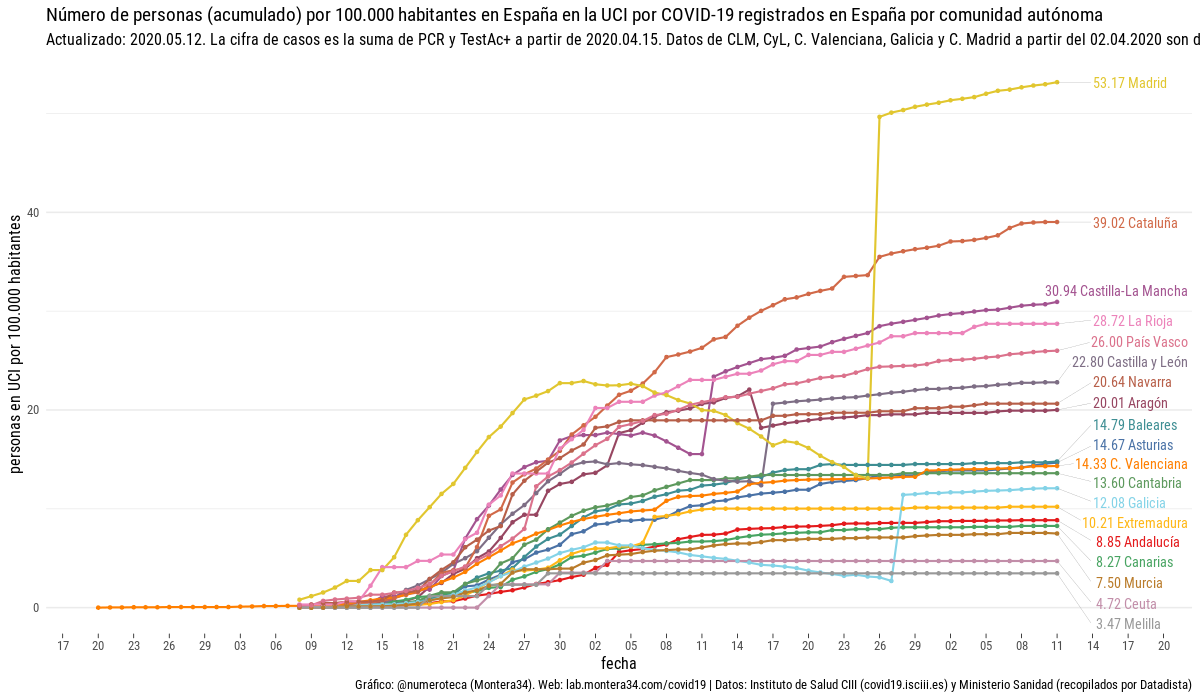 Número de personas (acumulado) por 100.000 habitantes en España en la UCI por COVID-19 registrados en España por comunidad autónoma
Actualizado: 2020.05.12. La cifra de casos es la suma de PCR y TestAc+ a partir de 2020.04.15. Datos de CLM, CyL, C. Valenciana, Galicia y C. Madrid a partir del 02.04.2020 son d
personas en UCI por 100.000 habitantes
40
20
0
53.17 Madrid
39.02 Cataluña
30.94 Castilla-La Mancha
28.72 La Rioja
26.00 País Vasco
22.80 Castilla y León
20.64 Navarra
20.01 Aragón
14.79 Baleares
14.67 Asturias
14.33 C. Valenciana
13.60 Cantabria
12.08 Galicia
10.21 Extremadura
8.85 Andalucía
8.27 Canarias
7.50 Murcia
4.72 Ceuta
3.47 Melilla
17 20 23 26 29 03 06 09 12 15 18 21 24 27 30 02 05 08 11 14 17 20 23 26 29 02 05 08 11 14 17 20
fecha
Gráfico: @numeroteca (Montera34). Web: lab.montera34.com/covid19 | Datos: Instituto de Salud CIII (covid19.isciii.es) y Ministerio Sanidad (recopilados por Datadista)